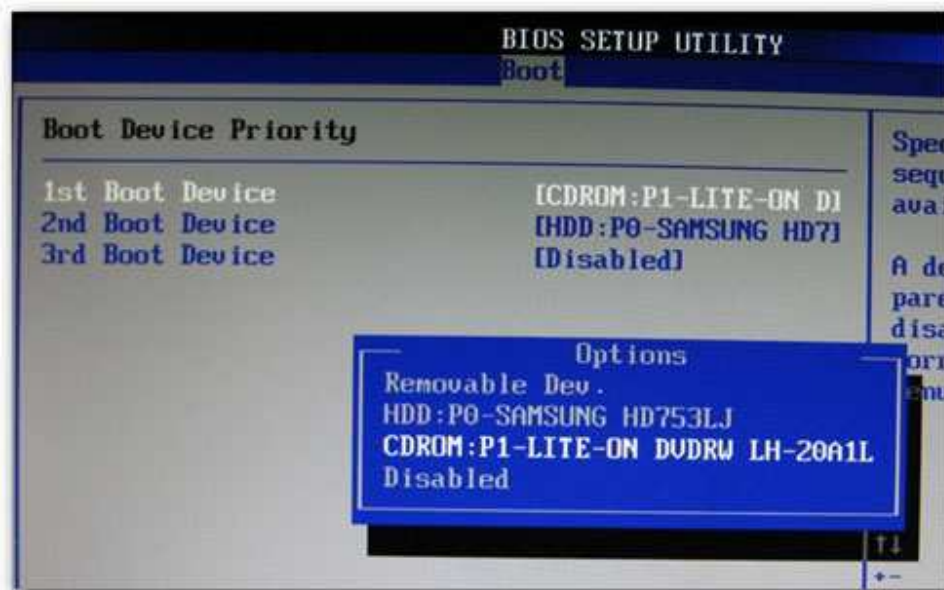 BIOS SETUP UTILITY
Boot
Boot Device Priority
1st Boot Device [CDROM:P1-LITE-ON D]
2nd Boot Device [HDD:P0-SAMSUNG HD7]
3rd Boot Device [Disabled]
Options
Removable Dev.
HDD:P0-SAMSUNG HD753LJ
CDROM:P1-LITE-ON DVDRW LH-20A1L
Disabled
A
↑↓
+-